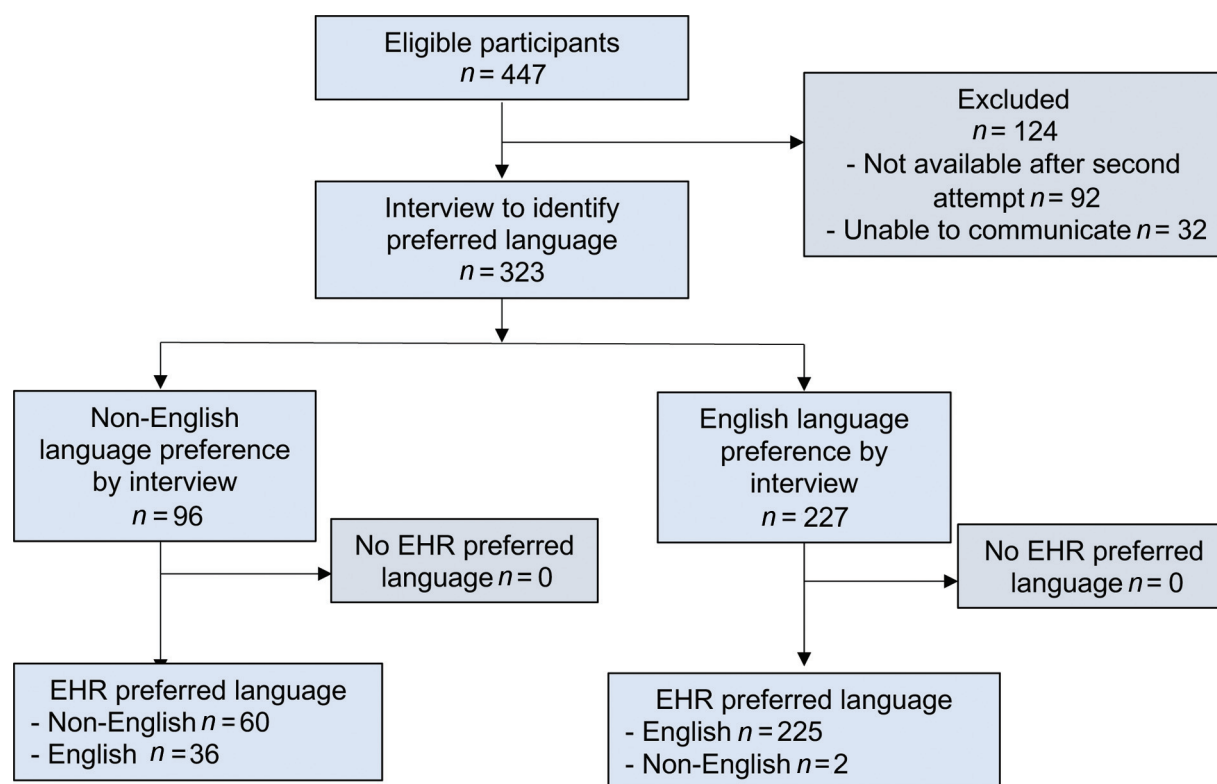 Eligible participants
n = 447
Excluded
n = 124
- Not available after second
attempt n = 92
- Unable to communicate n = 32
Interview to identify
preferred language
n = 323
Non-English
language preference
by interview
n = 96
English language
preference by
interview
n = 227
No EHR preferred
language n = 0
No EHR preferred
language n = 0
EHR preferred language
- Non-English n = 60
- English n = 36
EHR preferred language
- English n = 225
- Non-English n = 2